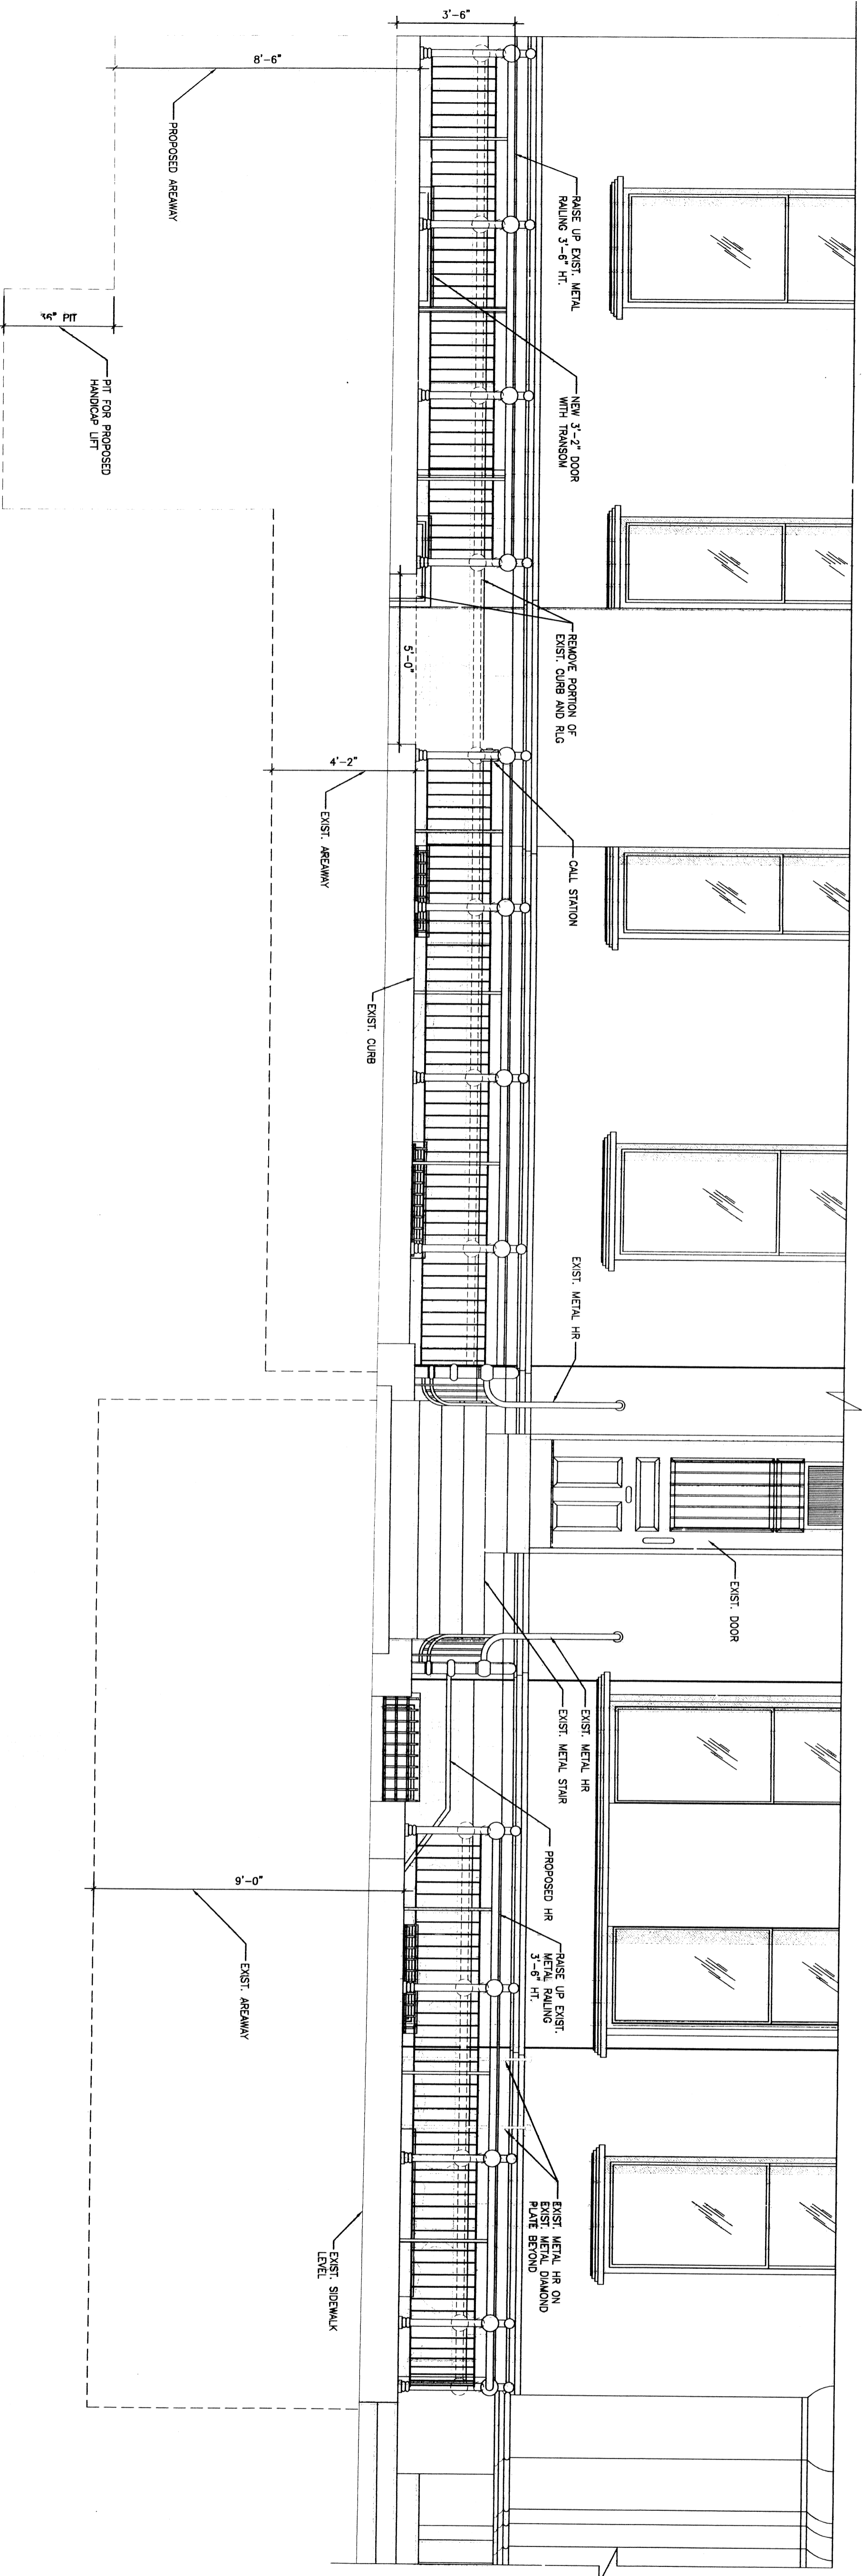 3'-6"
8'-6"
PROPOSED AREAWAY
RAISE UP EXIST. METAL
RAILING 3'-6" HT.
36" PIT
PIT FOR PROPOSED
HANDICAP LIFT
NEW 3'-2" DOOR
WITH TRANSOM
5'-0"
REMOVE PORTION OF
EXIST. CURB AND RLG
4'-2"
EXIST. AREAWAY
CALL STATION
EXIST. CURB
EXIST. METAL HR
EXIST. DOOR
EXIST. METAL HR
EXIST. METAL STAIR
PROPOSED HR
9'-0"
EXIST. AREAWAY
RAISE UP EXIST.
METAL RAILING
3'-6" HT.
EXIST. METAL HR ON
EXIST. METAL DIAMOND
PLATE BEYOND
EXIST. SIDEWALK
LEVEL